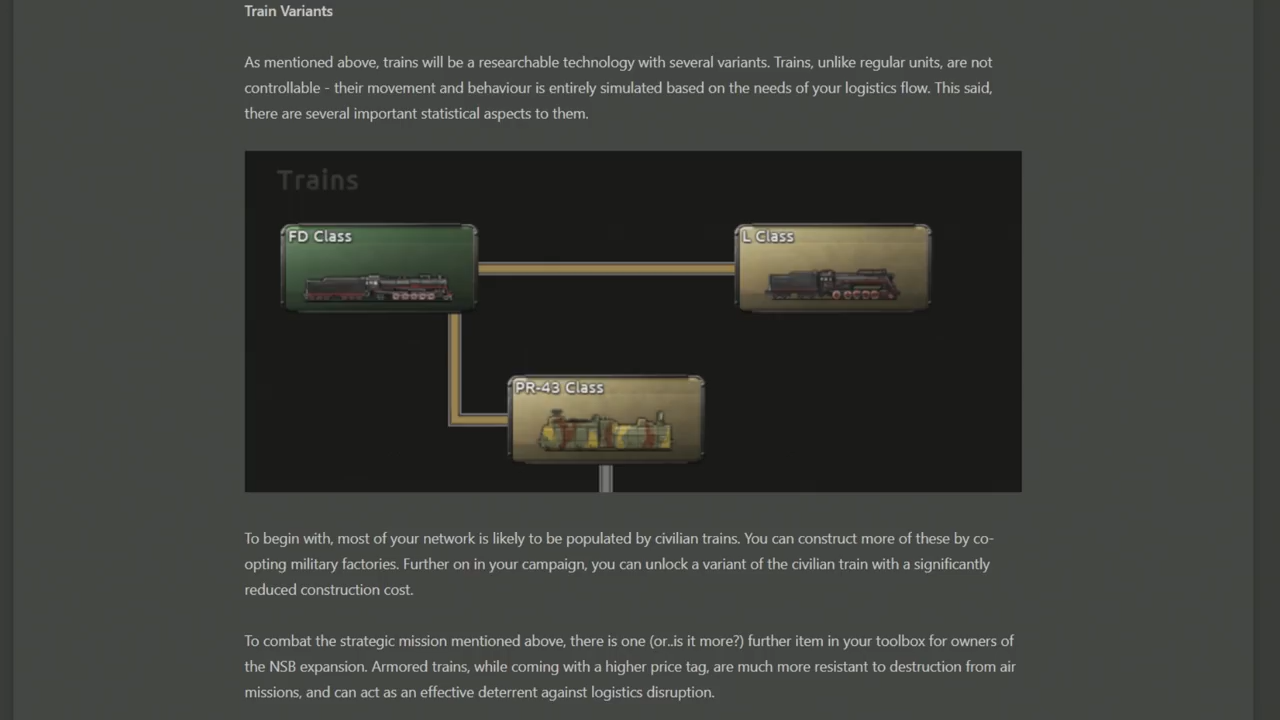 Train Variants
As mentioned above, trains will be a researchable technology with several variants. Trains, unlike regular units, are not
controllable - their movement and behaviour is entirely simulated based on the needs of your logistics flow. This said,
there are several important statistical aspects to them.
Trains
FD Class
L Class
PR-43 Class
To begin with, most of your network is likely to be populated by civilian trains. You can construct more of these by co-
opting military factories. Further on in your campaign, you can unlock a variant of the civilian train with a significantly
reduced construction cost.
To combat the strategic mission mentioned above, there is one (or..is it more?) further item in your toolbox for owners of
the NSB expansion. Armored trains, while coming with a higher price tag, are much more resistant to destruction from air
missions, and can act as an effective deterrent against logistics disruption.